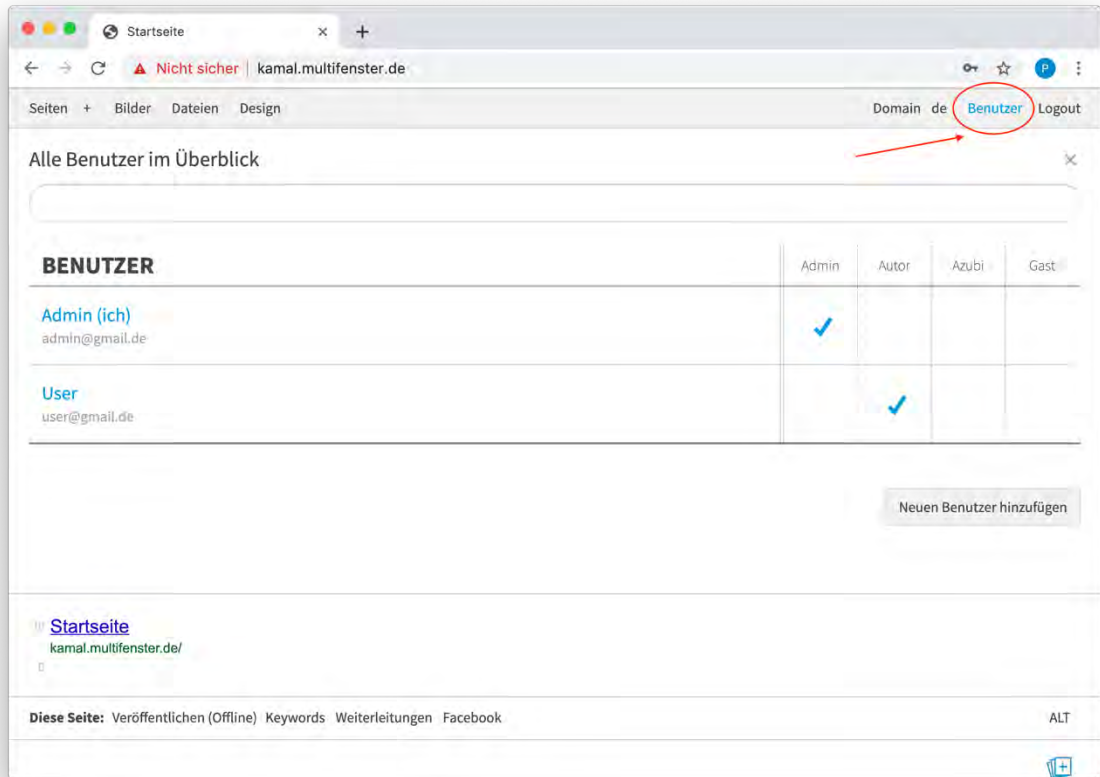 Startseite
Nicht sicher | kamal.multifenster.de
P
Seiten + Bilder Dateien Design Domain de Benutzer Logout
Alle Benutzer im Überblick
BENUTZER Admin Autor Azubi Gast
Admin (ich)
admin@gmail.de
User
user@gmail.de
Neuen Benutzer hinzufügen
Startseite
kamal.multifenster.de/
Diese Seite: Veröffentlichen (Offline) Keywords Weiterleitungen Facebook ALT